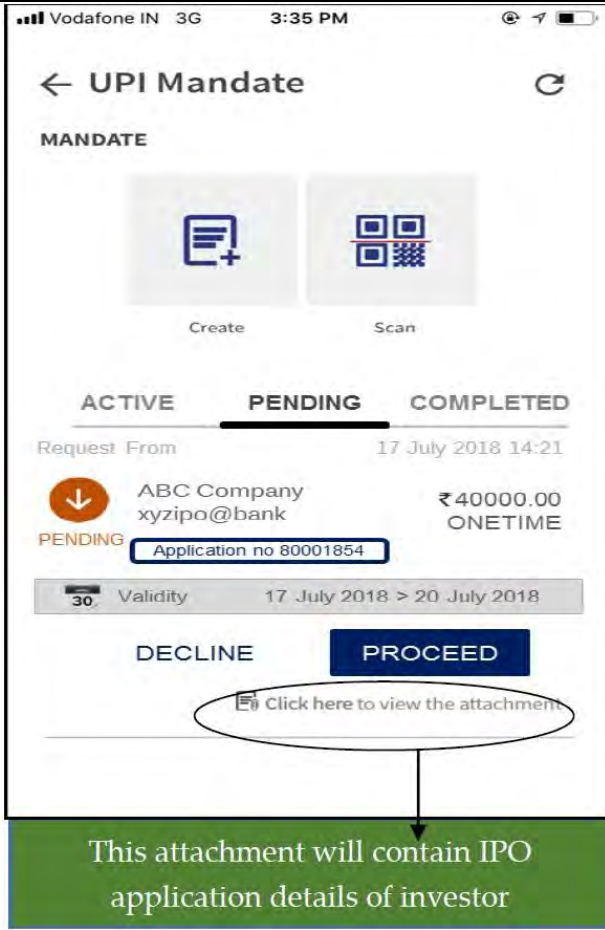 Vodafone IN 3G 3:35 PM
UPI Mandate
MANDATE
Create Scan
ACTIVE PENDING COMPLETED
Request From 17 July 2018 14:21
ABC Company ₹40000.00
xyzipo@bank ONETIME
PENDING
Application no 80001854
30 Validity 17 July 2018 > 20 July 2018
DECLINE PROCEED
Click here to view the attachment
This attachment will contain IPO
application details of investor